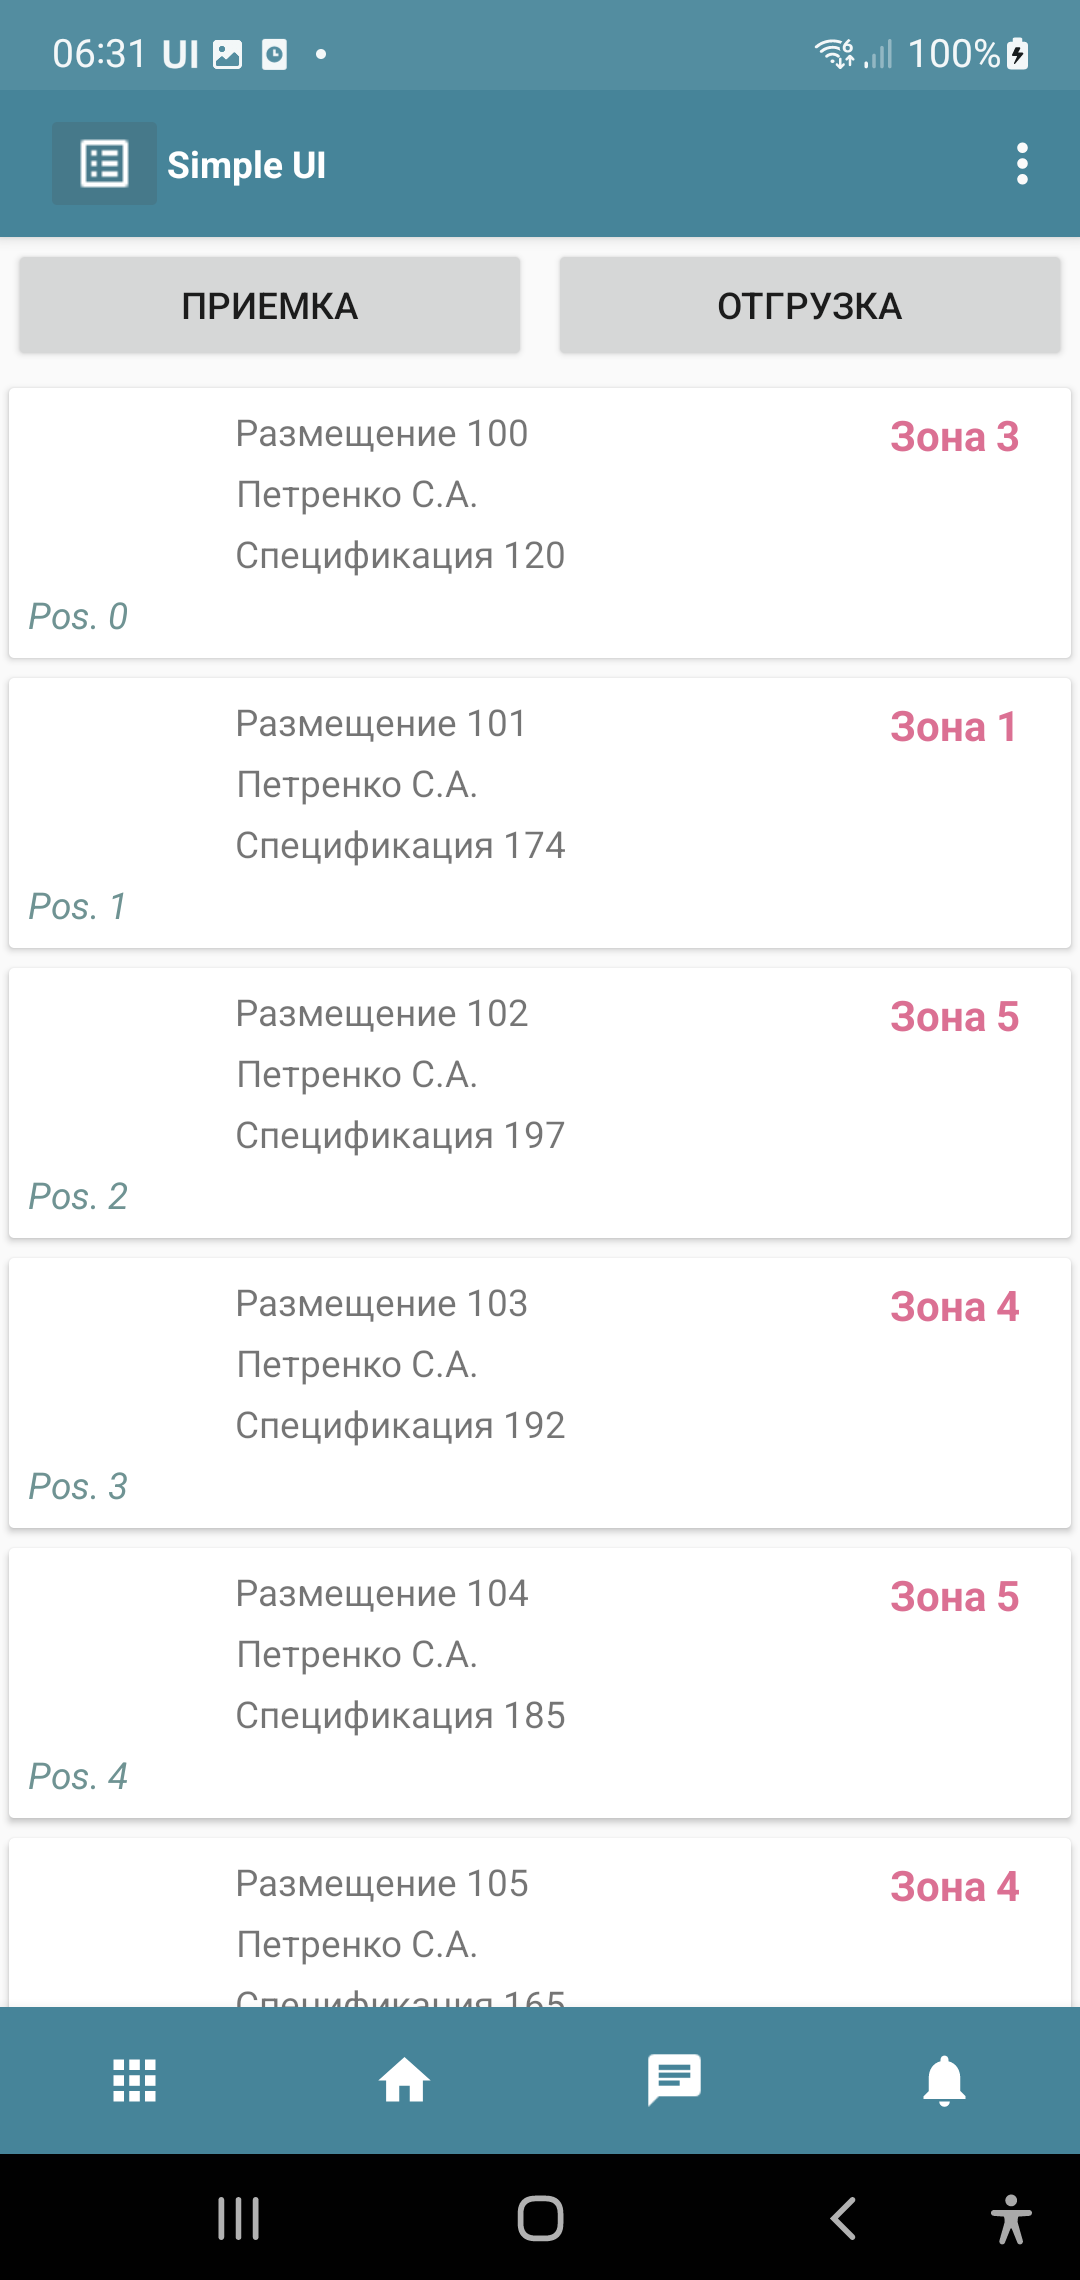 06:31 UI 100%
Simple UI
ПРИЕМКА ОТГРУЗКА
Размещение 100 Зона 3
Петренко С.А.
Спецификация 120
Pos. 0
Размещение 101 Зона 1
Петренко С.А.
Спецификация 174
Pos. 1
Размещение 102 Зона 5
Петренко С.А.
Спецификация 197
Pos. 2
Размещение 103 Зона 4
Петренко С.А.
Спецификация 192
Pos. 3
Размещение 104 Зона 5
Петренко С.А.
Спецификация 185
Pos. 4
Размещение 105 Зона 4
Петренко С.А.
Спецификация 165